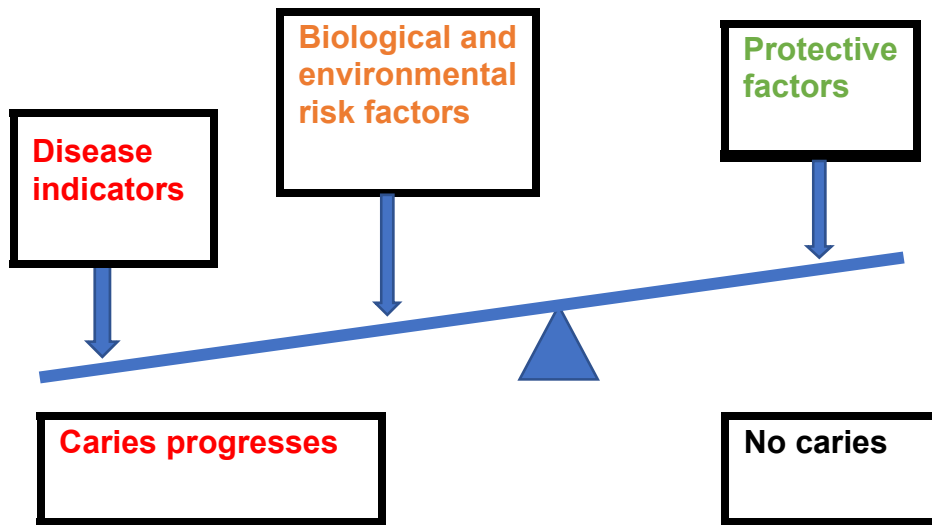 Disease
indicators
Biological and
environmental
risk factors
Protective
factors
Caries progresses
No caries